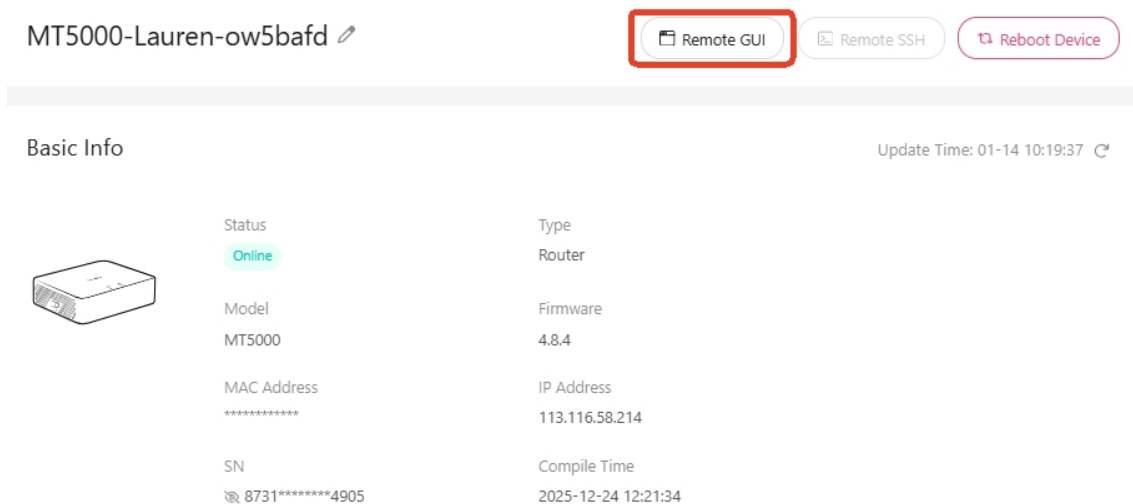 MT5000-Lauren-ow5bafd
Remote GUI
Remote SSH
Reboot Device
Basic Info
Update Time: 01-14 10:19:37
Status
Type
Online
Router
Model
Firmware
MT5000
4.8.4
MAC Address
IP Address
************
113.116.58.214
SN
Compile Time
8731********4905
2025-12-24 12:21:34